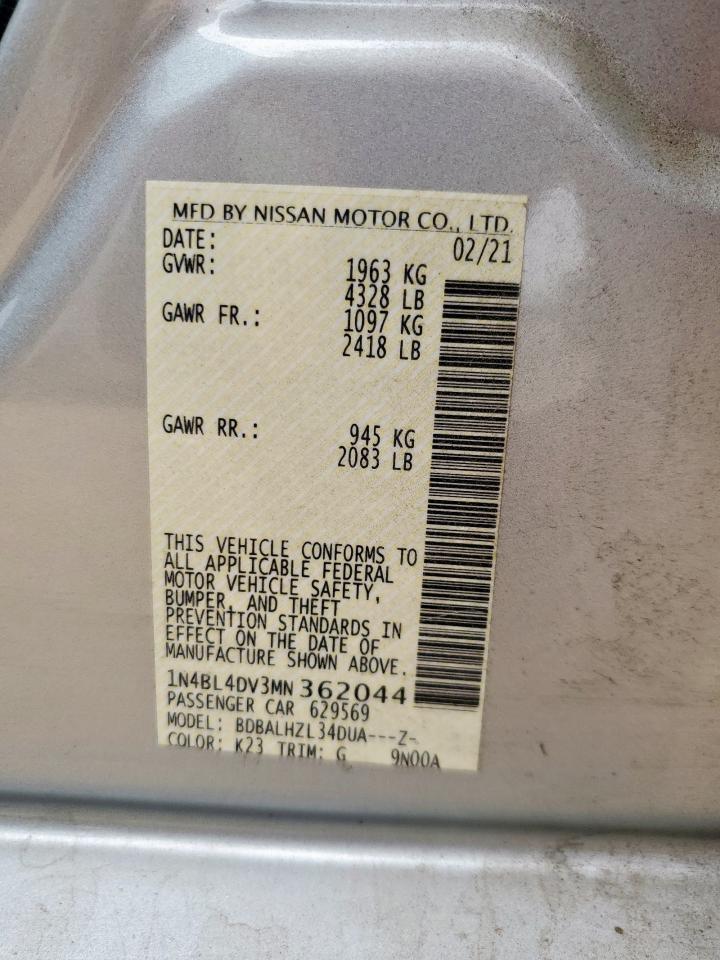 MFD BY NISSAN MOTOR CO., LTD.
DATE: 02/21
GVWR: 1963 KG
4328 LB
GAWR FR.: 1097 KG
2418 LB
GAWR RR.: 945 KG
2083 LB
THIS VEHICLE CONFORMS TO
ALL APPLICABLE FEDERAL
MOTOR VEHICLE SAFETY,
BUMPER, AND THEFT
PREVENTION STANDARDS IN
EFFECT ON THE DATE OF
MANUFACTURE SHOWN ABOVE.
1N4BL4DV3MN362044
PASSENGER CAR 629569
MODEL: BDBALHZL34DUA---Z-
COLOR: K23 TRIM: G 9N00A